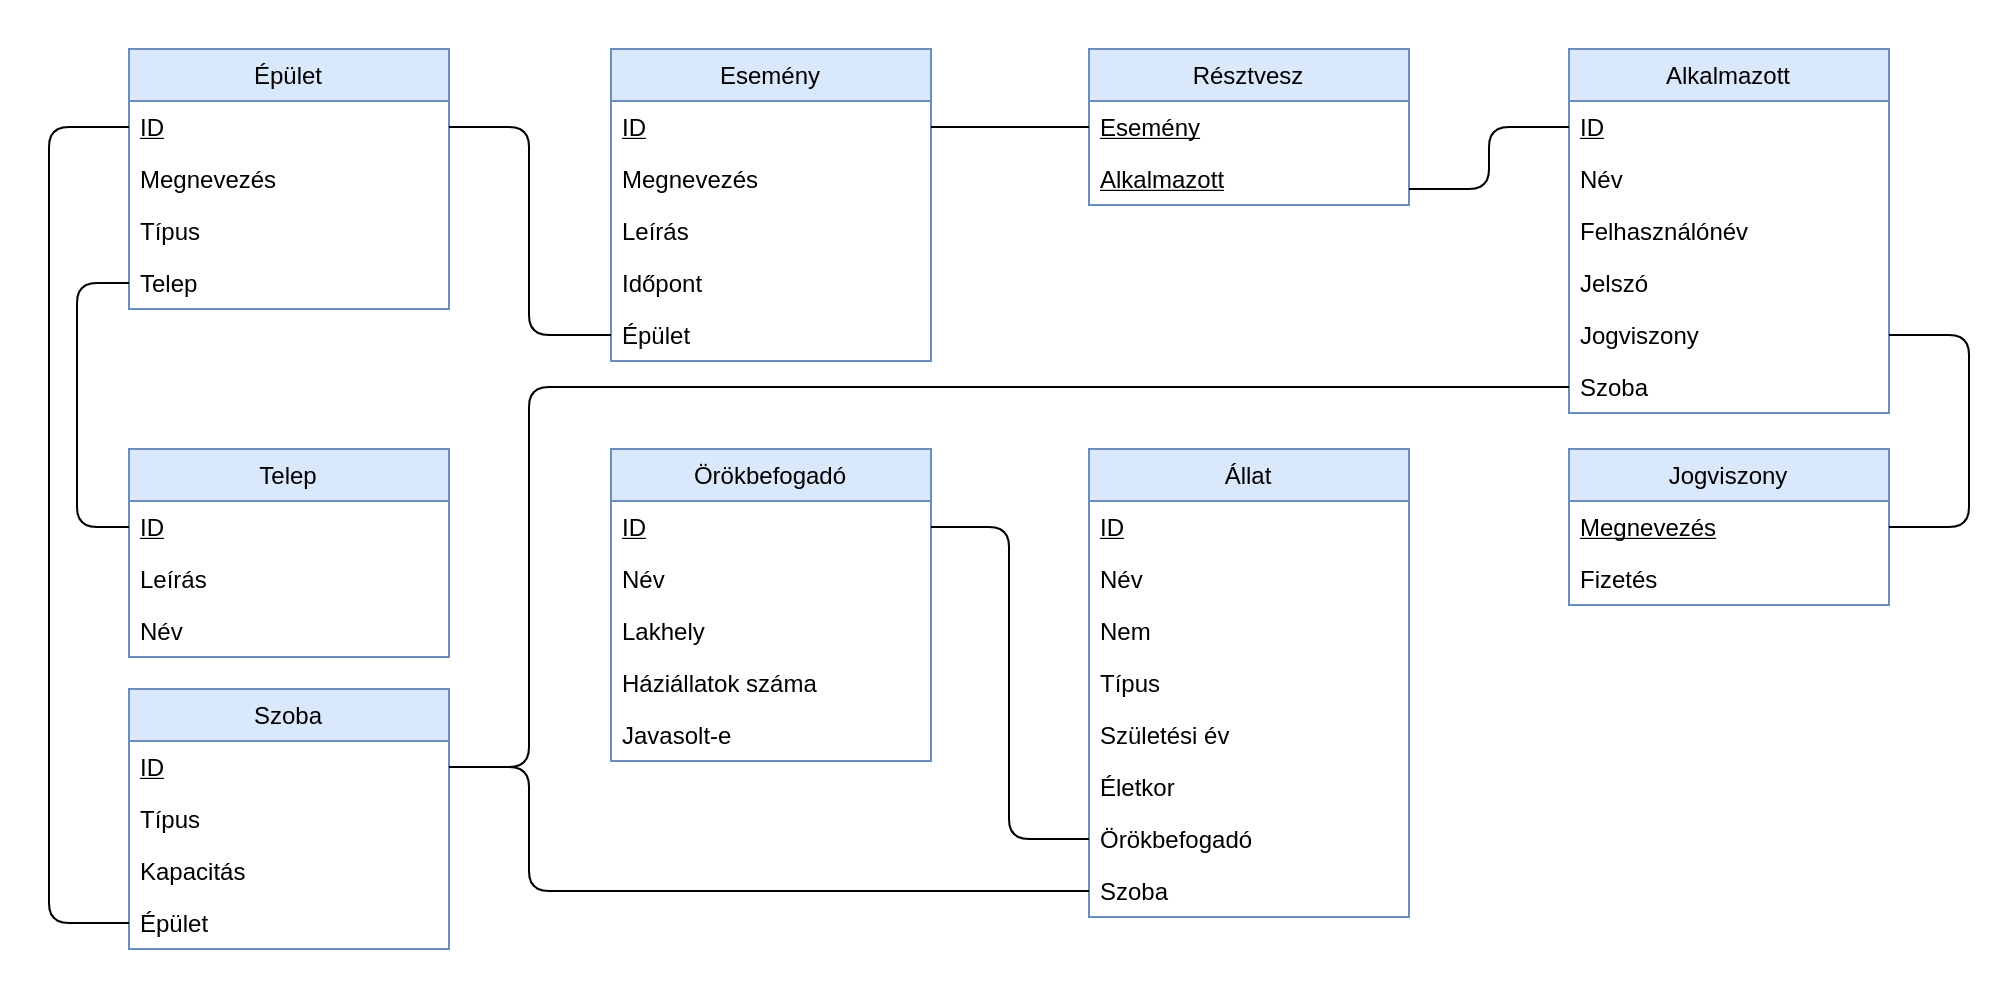 Épület
ID
Megnevezés
Típus
Telep
Esemény
ID
Megnevezés
Leírás
Időpont
Épület
Résztvesz
Esemény
Alkalmazott
Alkalmazott
ID
Név
Felhasználónév
Jelszó
Jogviszony
Szoba
Telep
ID
Leírás
Név
Örökbefogadó
ID
Név
Lakhely
Háziállatok száma
Javasolt-e
Állat
ID
Név
Nem
Típus
Születési év
Életkor
Örökbefogadó
Szoba
Jogviszony
Megnevezés
Fizetés
Szoba
ID
Típus
Kapacitás
Épület